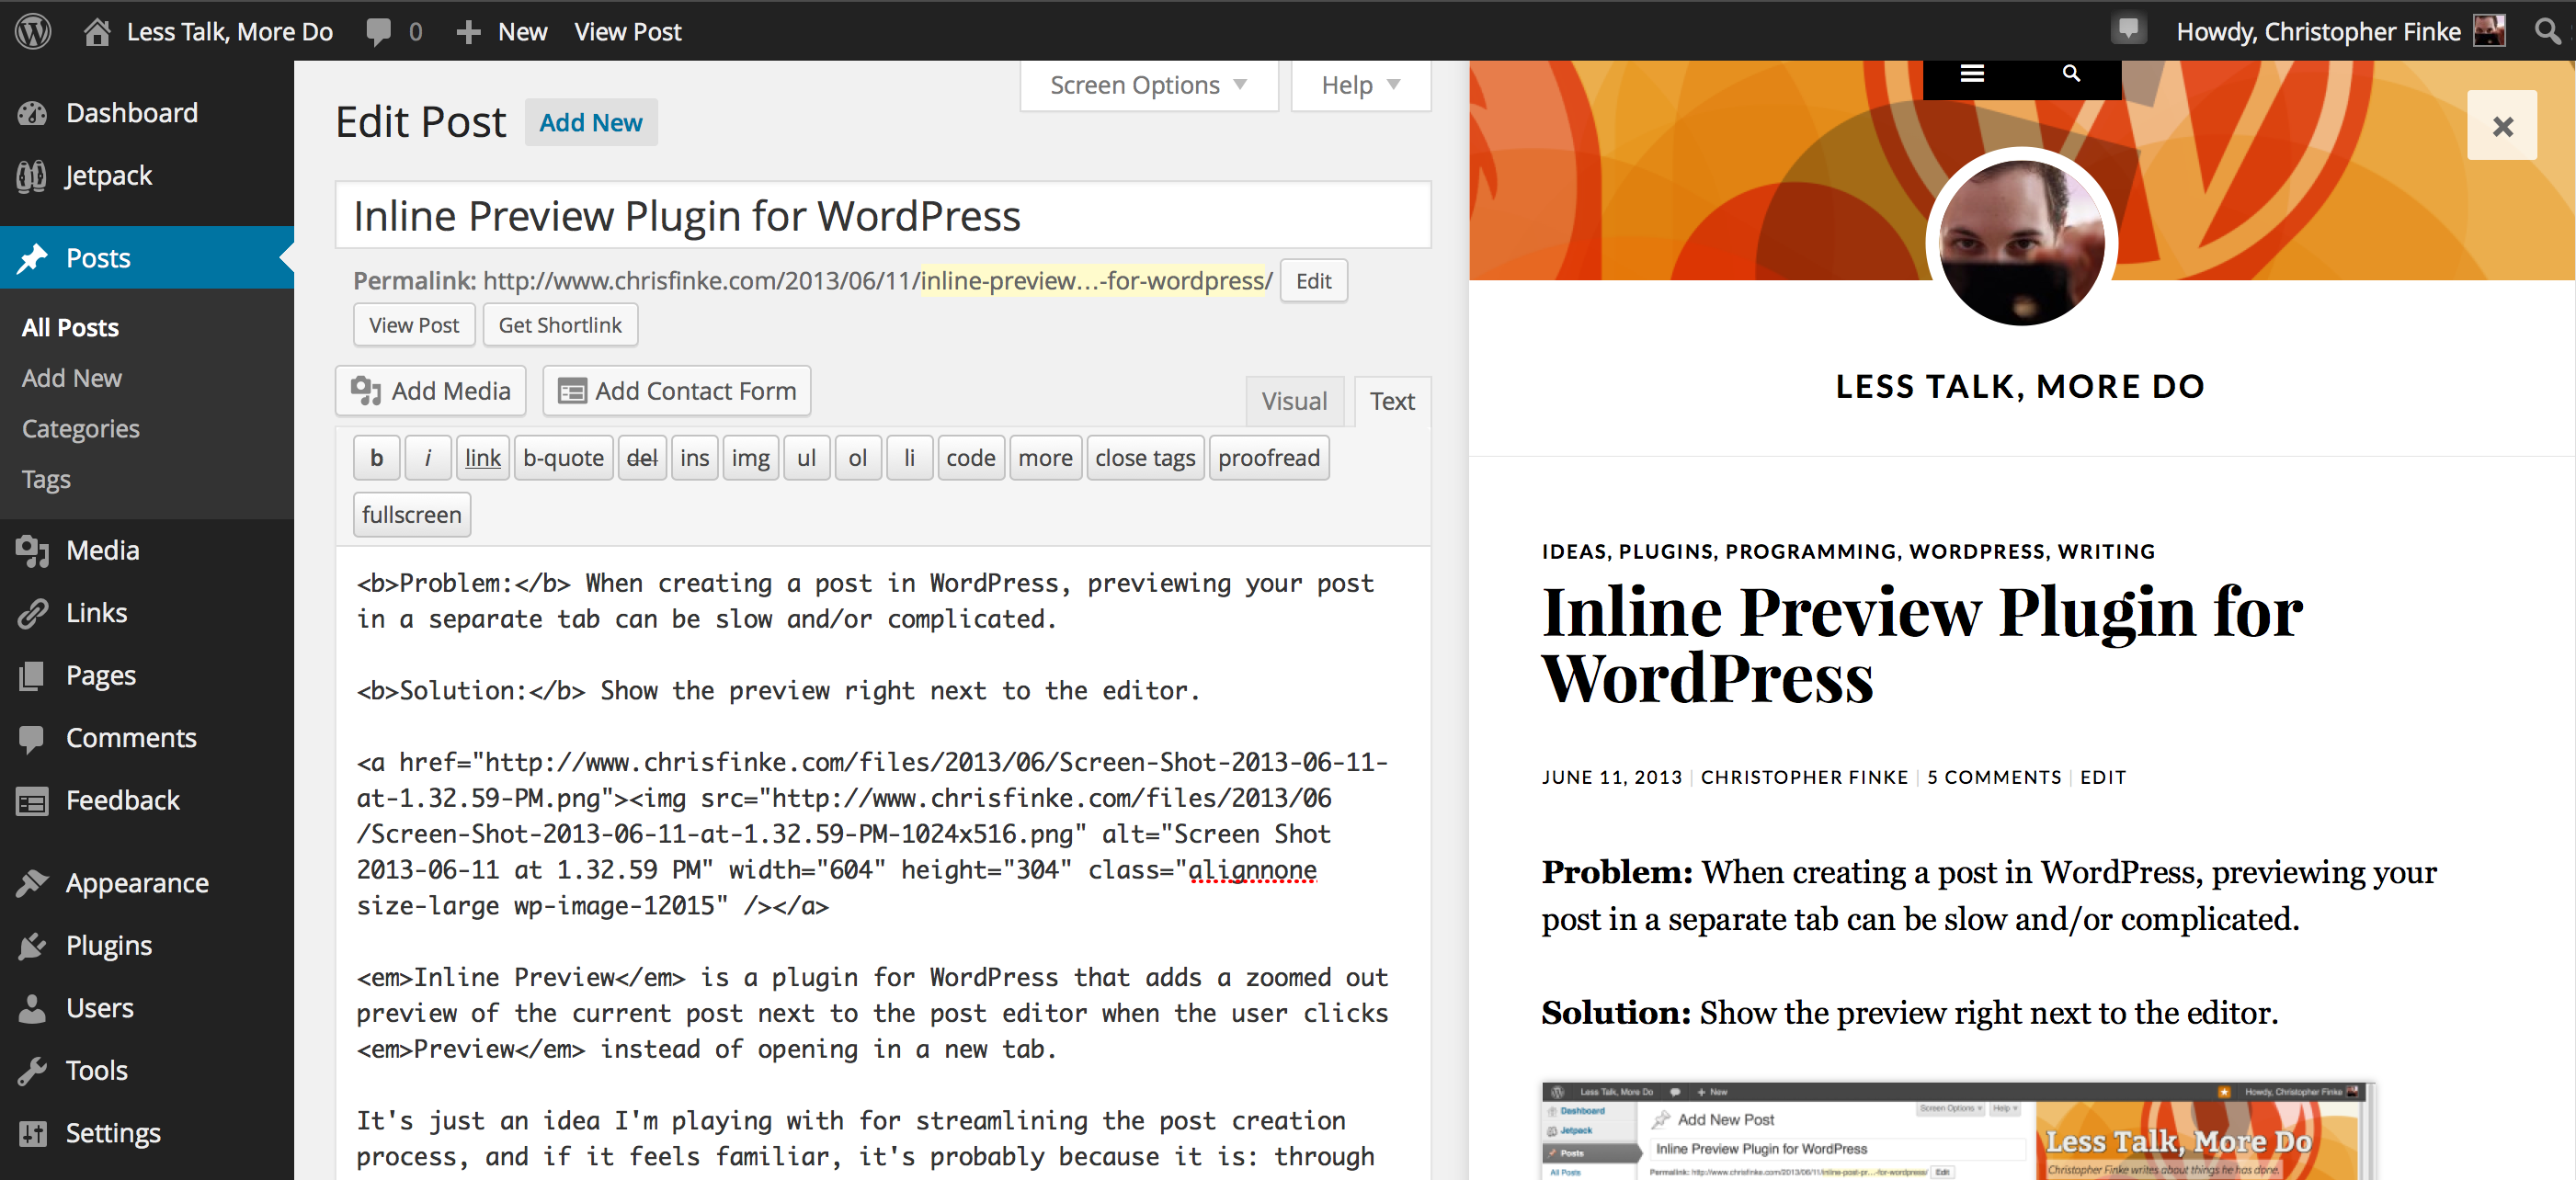 Less Talk, More Do
0
New
View Post
Howdy, Christopher Finke
Dashboard
Jetpack
Posts
All Posts
Add New
Categories
Tags
Media
Links
Pages
Comments
Feedback
Appearance
Plugins
Users
Tools
Settings
Screen Options
Help
Edit Post
Add New
Inline Preview Plugin for WordPress
Permalink: http://www.chrisfinke.com/2013/06/11/inline-preview…-for-wordpress/ Edit
View Post Get Shortlink
Add Media Add Contact Form
Visual Text
b i link b-quote del ins img ul ol li code more close tags proofread
fullscreen
<b>Problem:</b> When creating a post in WordPress, previewing your post
in a separate tab can be slow and/or complicated.
<b>Solution:</b> Show the preview right next to the editor.
<a href="http://www.chrisfinke.com/files/2013/06/Screen-Shot-2013-06-11-
at-1.32.59-PM.png"><img src="http://www.chrisfinke.com/files/2013/06
/Screen-Shot-2013-06-11-at-1.32.59-PM-1024x516.png" alt="Screen Shot
2013-06-11 at 1.32.59 PM" width="604" height="304" class="alignnone
size-large wp-image-12015" /></a>
<em>Inline Preview</em> is a plugin for WordPress that adds a zoomed out
preview of the current post next to the post editor when the user clicks
<em>Preview</em> instead of opening in a new tab.
It's just an idea I'm playing with for streamlining the post creation
process, and if it feels familiar, it's probably because it is: through
LESS TALK, MORE DO
IDEAS, PLUGINS, PROGRAMMING, WORDPRESS, WRITING
Inline Preview Plugin for
WordPress
JUNE 11, 2013 | CHRISTOPHER FINKE | 5 COMMENTS | EDIT
Problem: When creating a post in WordPress, previewing your
post in a separate tab can be slow and/or complicated.
Solution: Show the preview right next to the editor.
Less Talk, More Do
+ New
Howdy, Christopher Finke
Dashboard
Jetpack
Posts
All Posts
Screen Options
Help
Add New Post
Inline Preview Plugin for WordPress
Permalink: http://www.chrisfinke.com/2013/06/11/inline-post-pr…-for-wordpress/ Edit
Less Talk, More Do
Christopher Finke writes about things he has done.